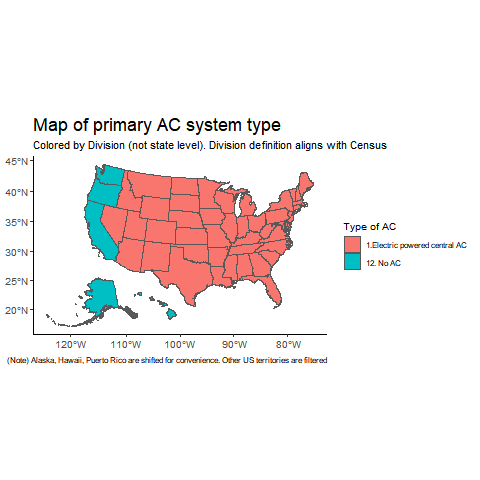 Map of primary AC system type
Colored by Division (not state level). Division definition aligns with Census
45°N
40°N
35°N
30°N
25°N
20°N
120°W 110°W 100°W 90°W 80°W
Type of AC
1.Electric powered central AC
12. No AC
(Note) Alaska, Hawaii, Puerto Rico are shifted for convenience. Other US territories are filtered